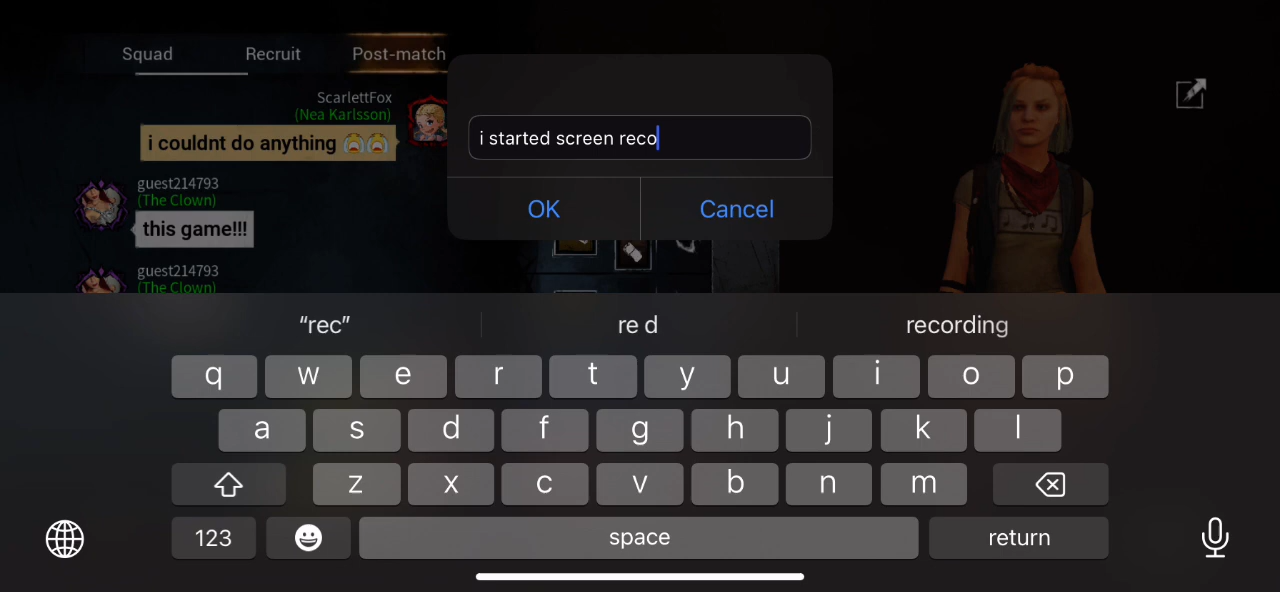 Squad Recruit Post-match
ScarlettFox
(Nea Karlsson)
i couldnt do anything 😭😭
guest214793
(The Clown)
this game!!!
guest214793
(The Clown)
i started screen reco
OK Cancel
“rec” re d recording
q w e r t y u i o p
a s d f g h j k l
z x c v b n m
123 space return